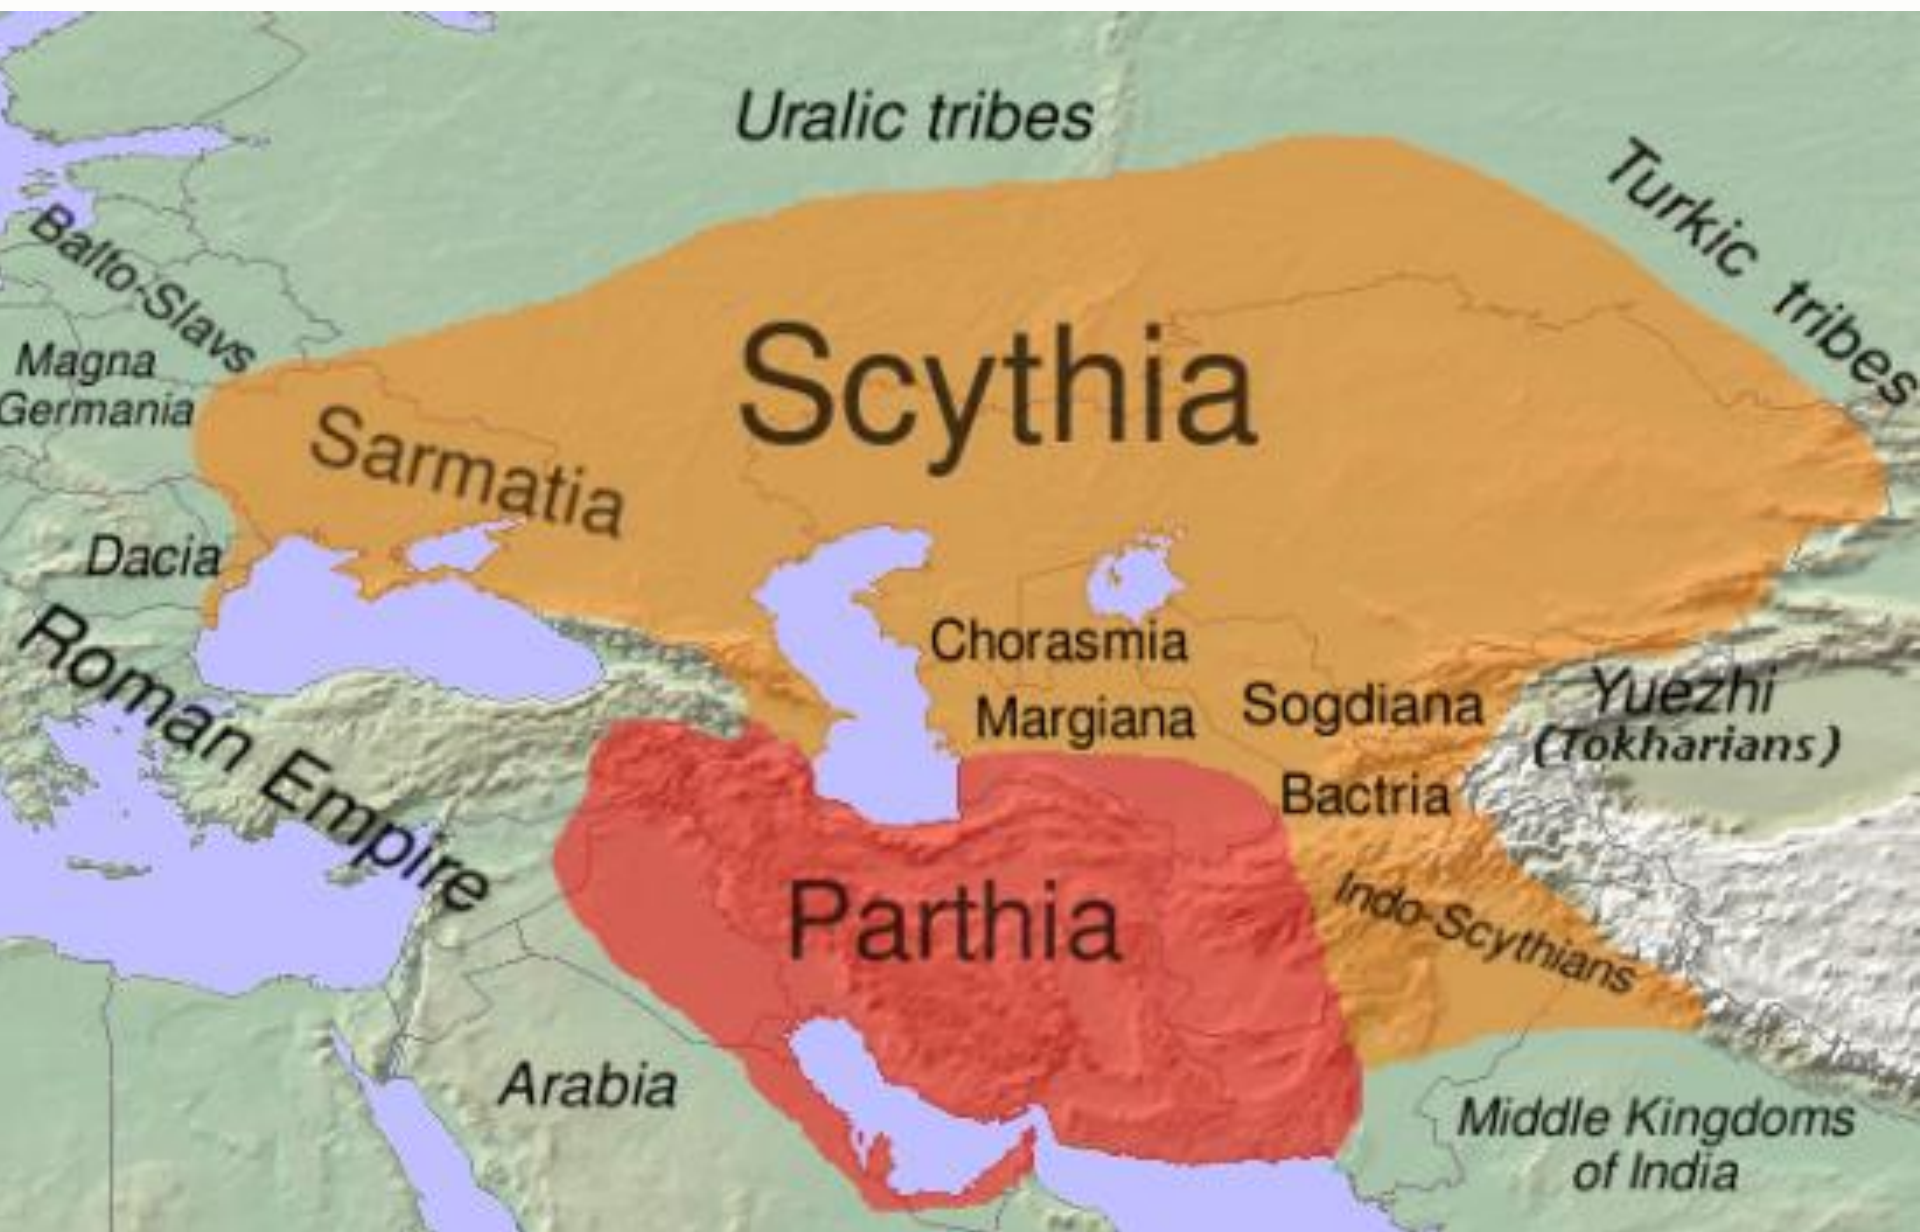 Uralic tribes
Turkic tribes
Balto-Slavs
Magna
Germania
Scythia
Sarmatia
Dacia
Roman Empire
Chorasmia
Margiana
Sogdiana
Yuezhi
(Tokharians)
Bactria
Indo-Scythians
Parthia
Arabia
Middle Kingdoms
of India